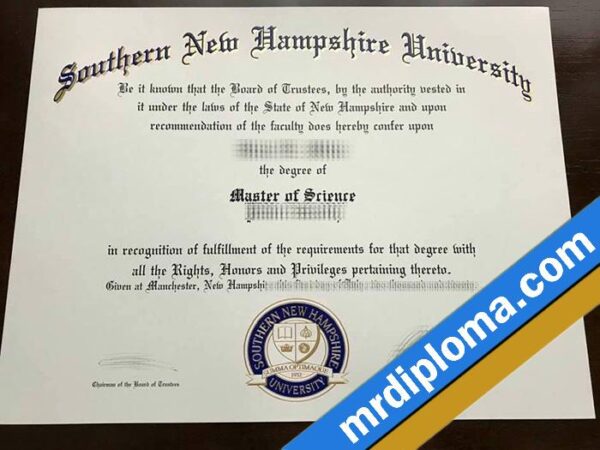 Southern New Hampshire University
Be it known that the Board of Trustees, by the authority vested in
it under the laws of the State of New Hampshire and upon
recommendation of the faculty does hereby confer upon
the degree of
Master of Science
in recognition of fulfillment of the requirements for that degree with
all the Rights, Honors and Privileges pertaining thereto.
Given at Manchester, New Hampshi
SOUTHERN NEW HAMPSHIRE
SUMMA OPTIMAQUE
1932
UNIVERSITY
Chairman of the Board of Trustees
mrdiploma.com